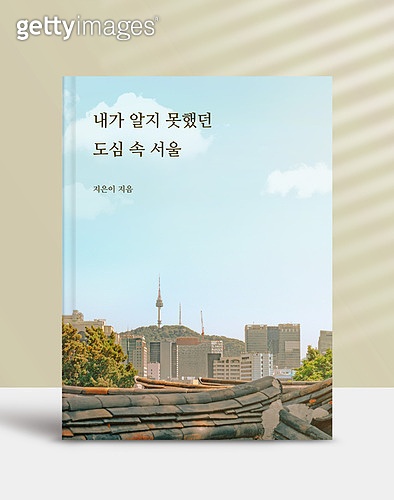 gettyimages
내가 알지 못했던
도심 속 서울
지은이 지음